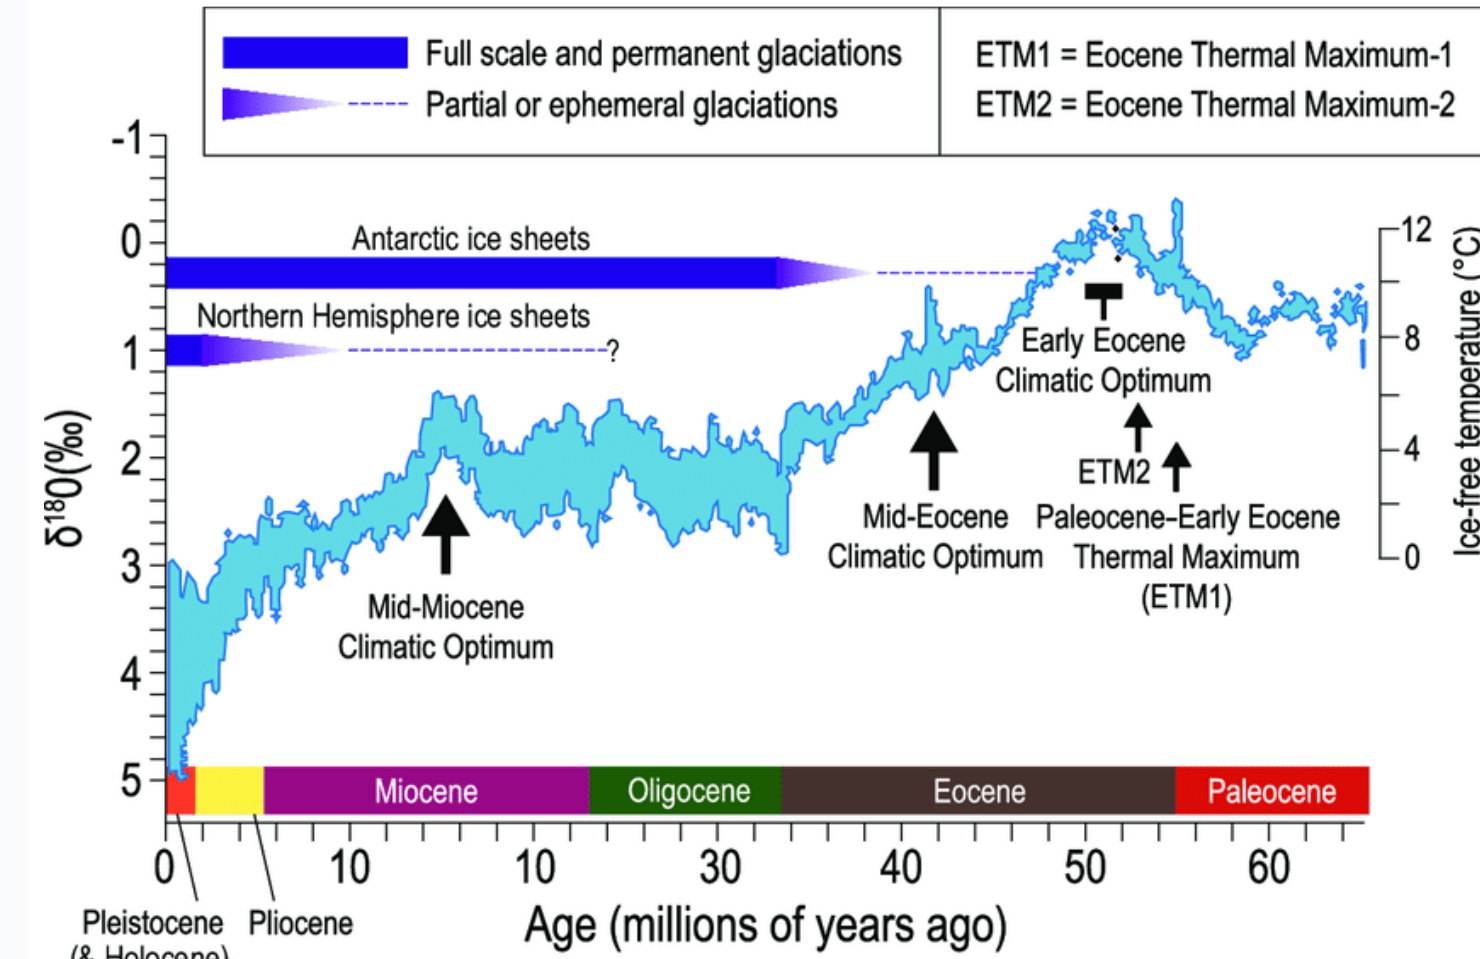 Full scale and permanent glaciations
Partial or ephemeral glaciations
ETM1 = Eocene Thermal Maximum-1
ETM2 = Eocene Thermal Maximum-2
-1
0
1
2
3
4
5
δ¹⁸0(‰)
Antarctic ice sheets
Northern Hemisphere ice sheets
?
Mid-Miocene
Climatic Optimum
Mid-Eocene
Climatic Optimum
Early Eocene
Climatic Optimum
ETM2
Paleocene–Early Eocene
Thermal Maximum
(ETM1)
12
8
4
0
Ice-free temperature (°C)
Miocene
Oligocene
Eocene
Paleocene
0 10 10 30 40 50 60
Pleistocene
(& Holocene)
Pliocene
Age (millions of years ago)